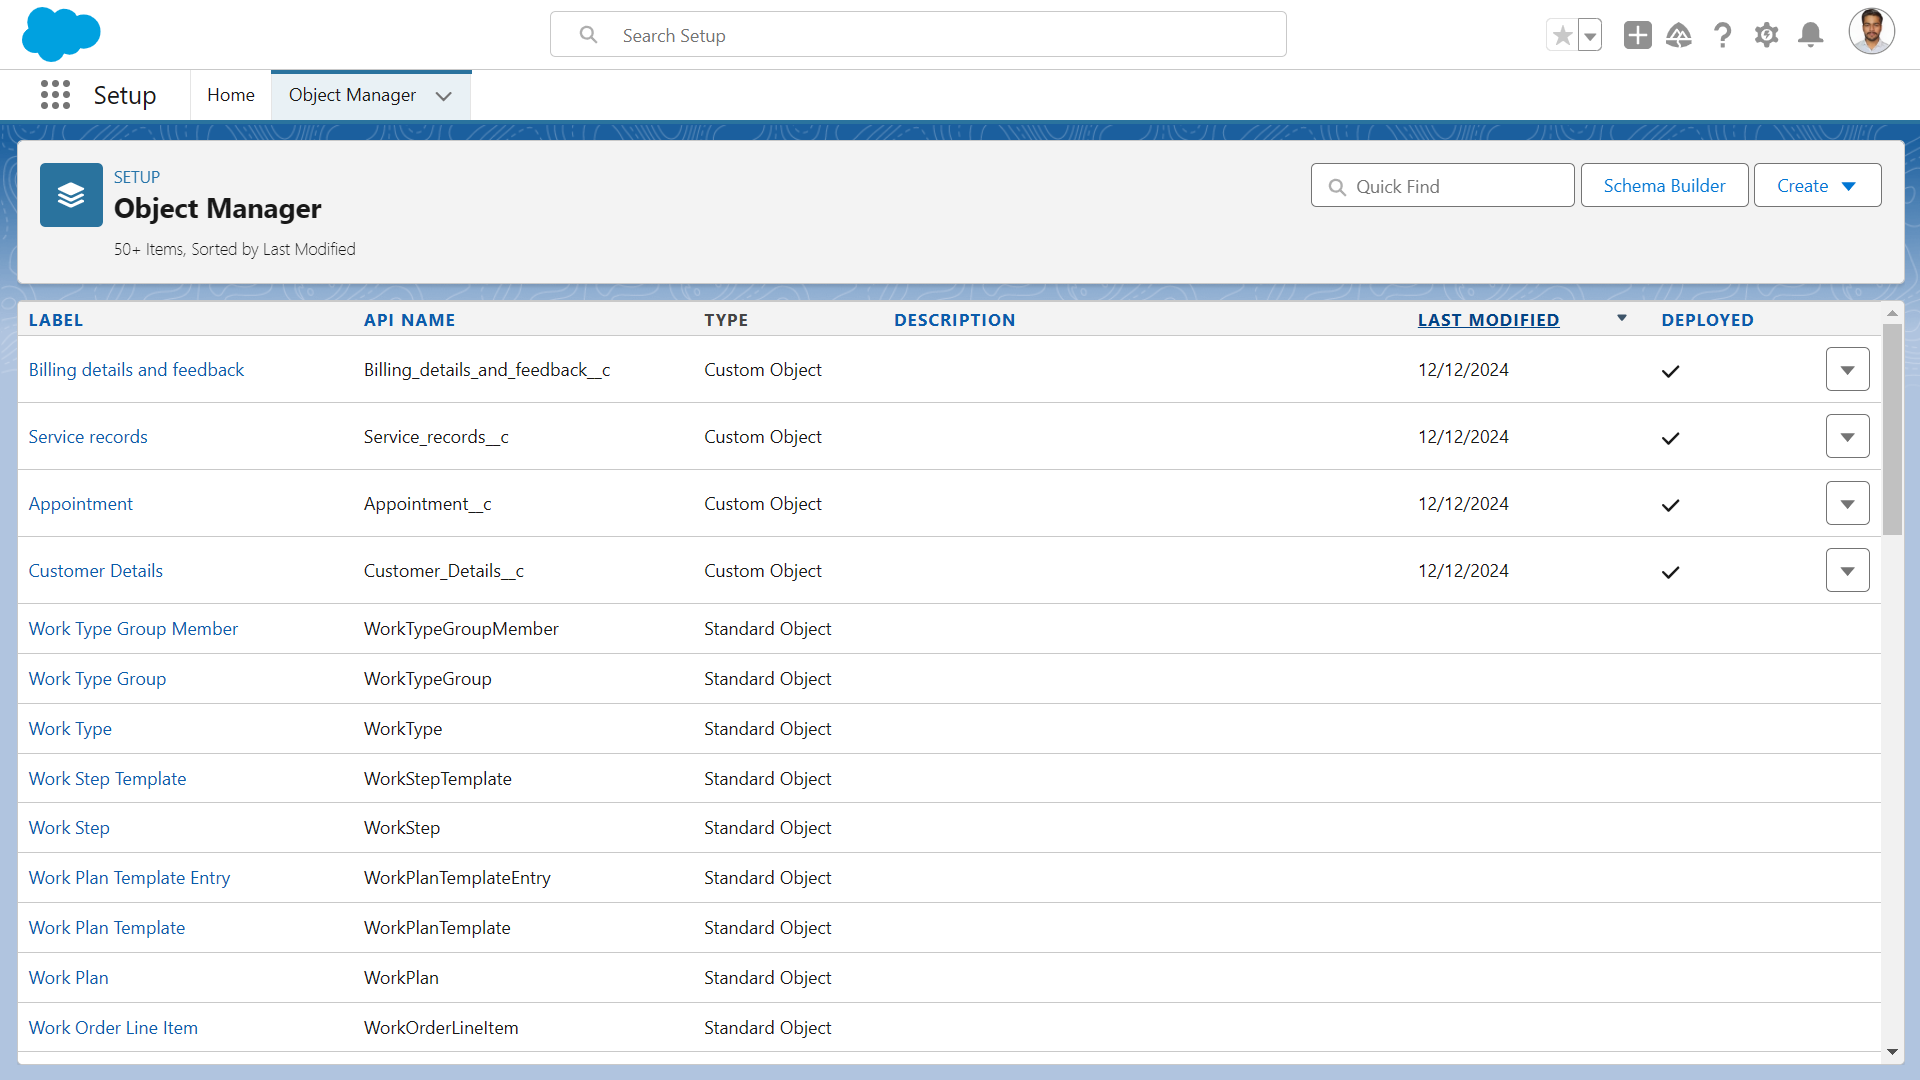 Search Setup
Setup
Home
Object Manager
SETUP
Object Manager
50+ Items, Sorted by Last Modified
Quick Find
Schema Builder
Create
LABEL API NAME TYPE DESCRIPTION LAST MODIFIED DEPLOYED
Billing details and feedback Billing_details_and_feedback__c Custom Object 12/12/2024
Service records Service_records__c Custom Object 12/12/2024
Appointment Appointment__c Custom Object 12/12/2024
Customer Details Customer_Details__c Custom Object 12/12/2024
Work Type Group Member WorkTypeGroupMember Standard Object
Work Type Group WorkTypeGroup Standard Object
Work Type WorkType Standard Object
Work Step Template WorkStepTemplate Standard Object
Work Step WorkStep Standard Object
Work Plan Template Entry WorkPlanTemplateEntry Standard Object
Work Plan Template WorkPlanTemplate Standard Object
Work Plan WorkPlan Standard Object
Work Order Line Item WorkOrderLineItem Standard Object